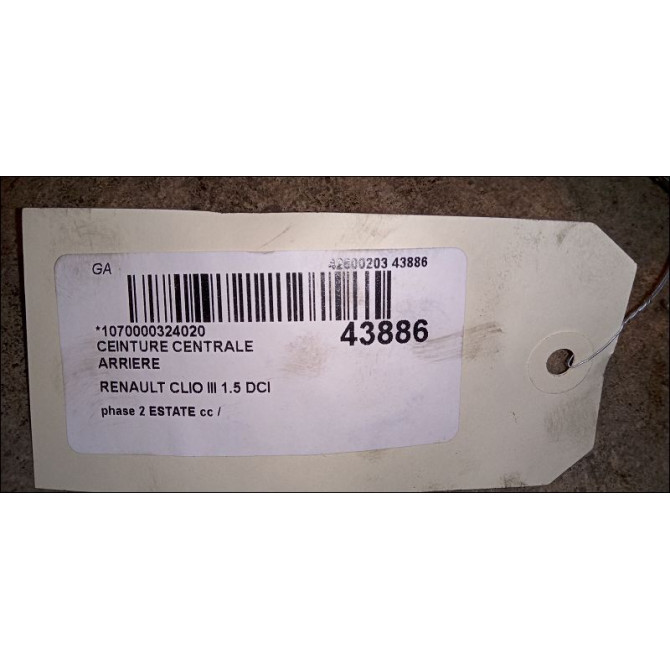 GA
42600203 43886
*1070000324020
43886
CEINTURE CENTRALE
ARRIERE
RENAULT CLIO III 1.5 DCI
phase 2 ESTATE cc /